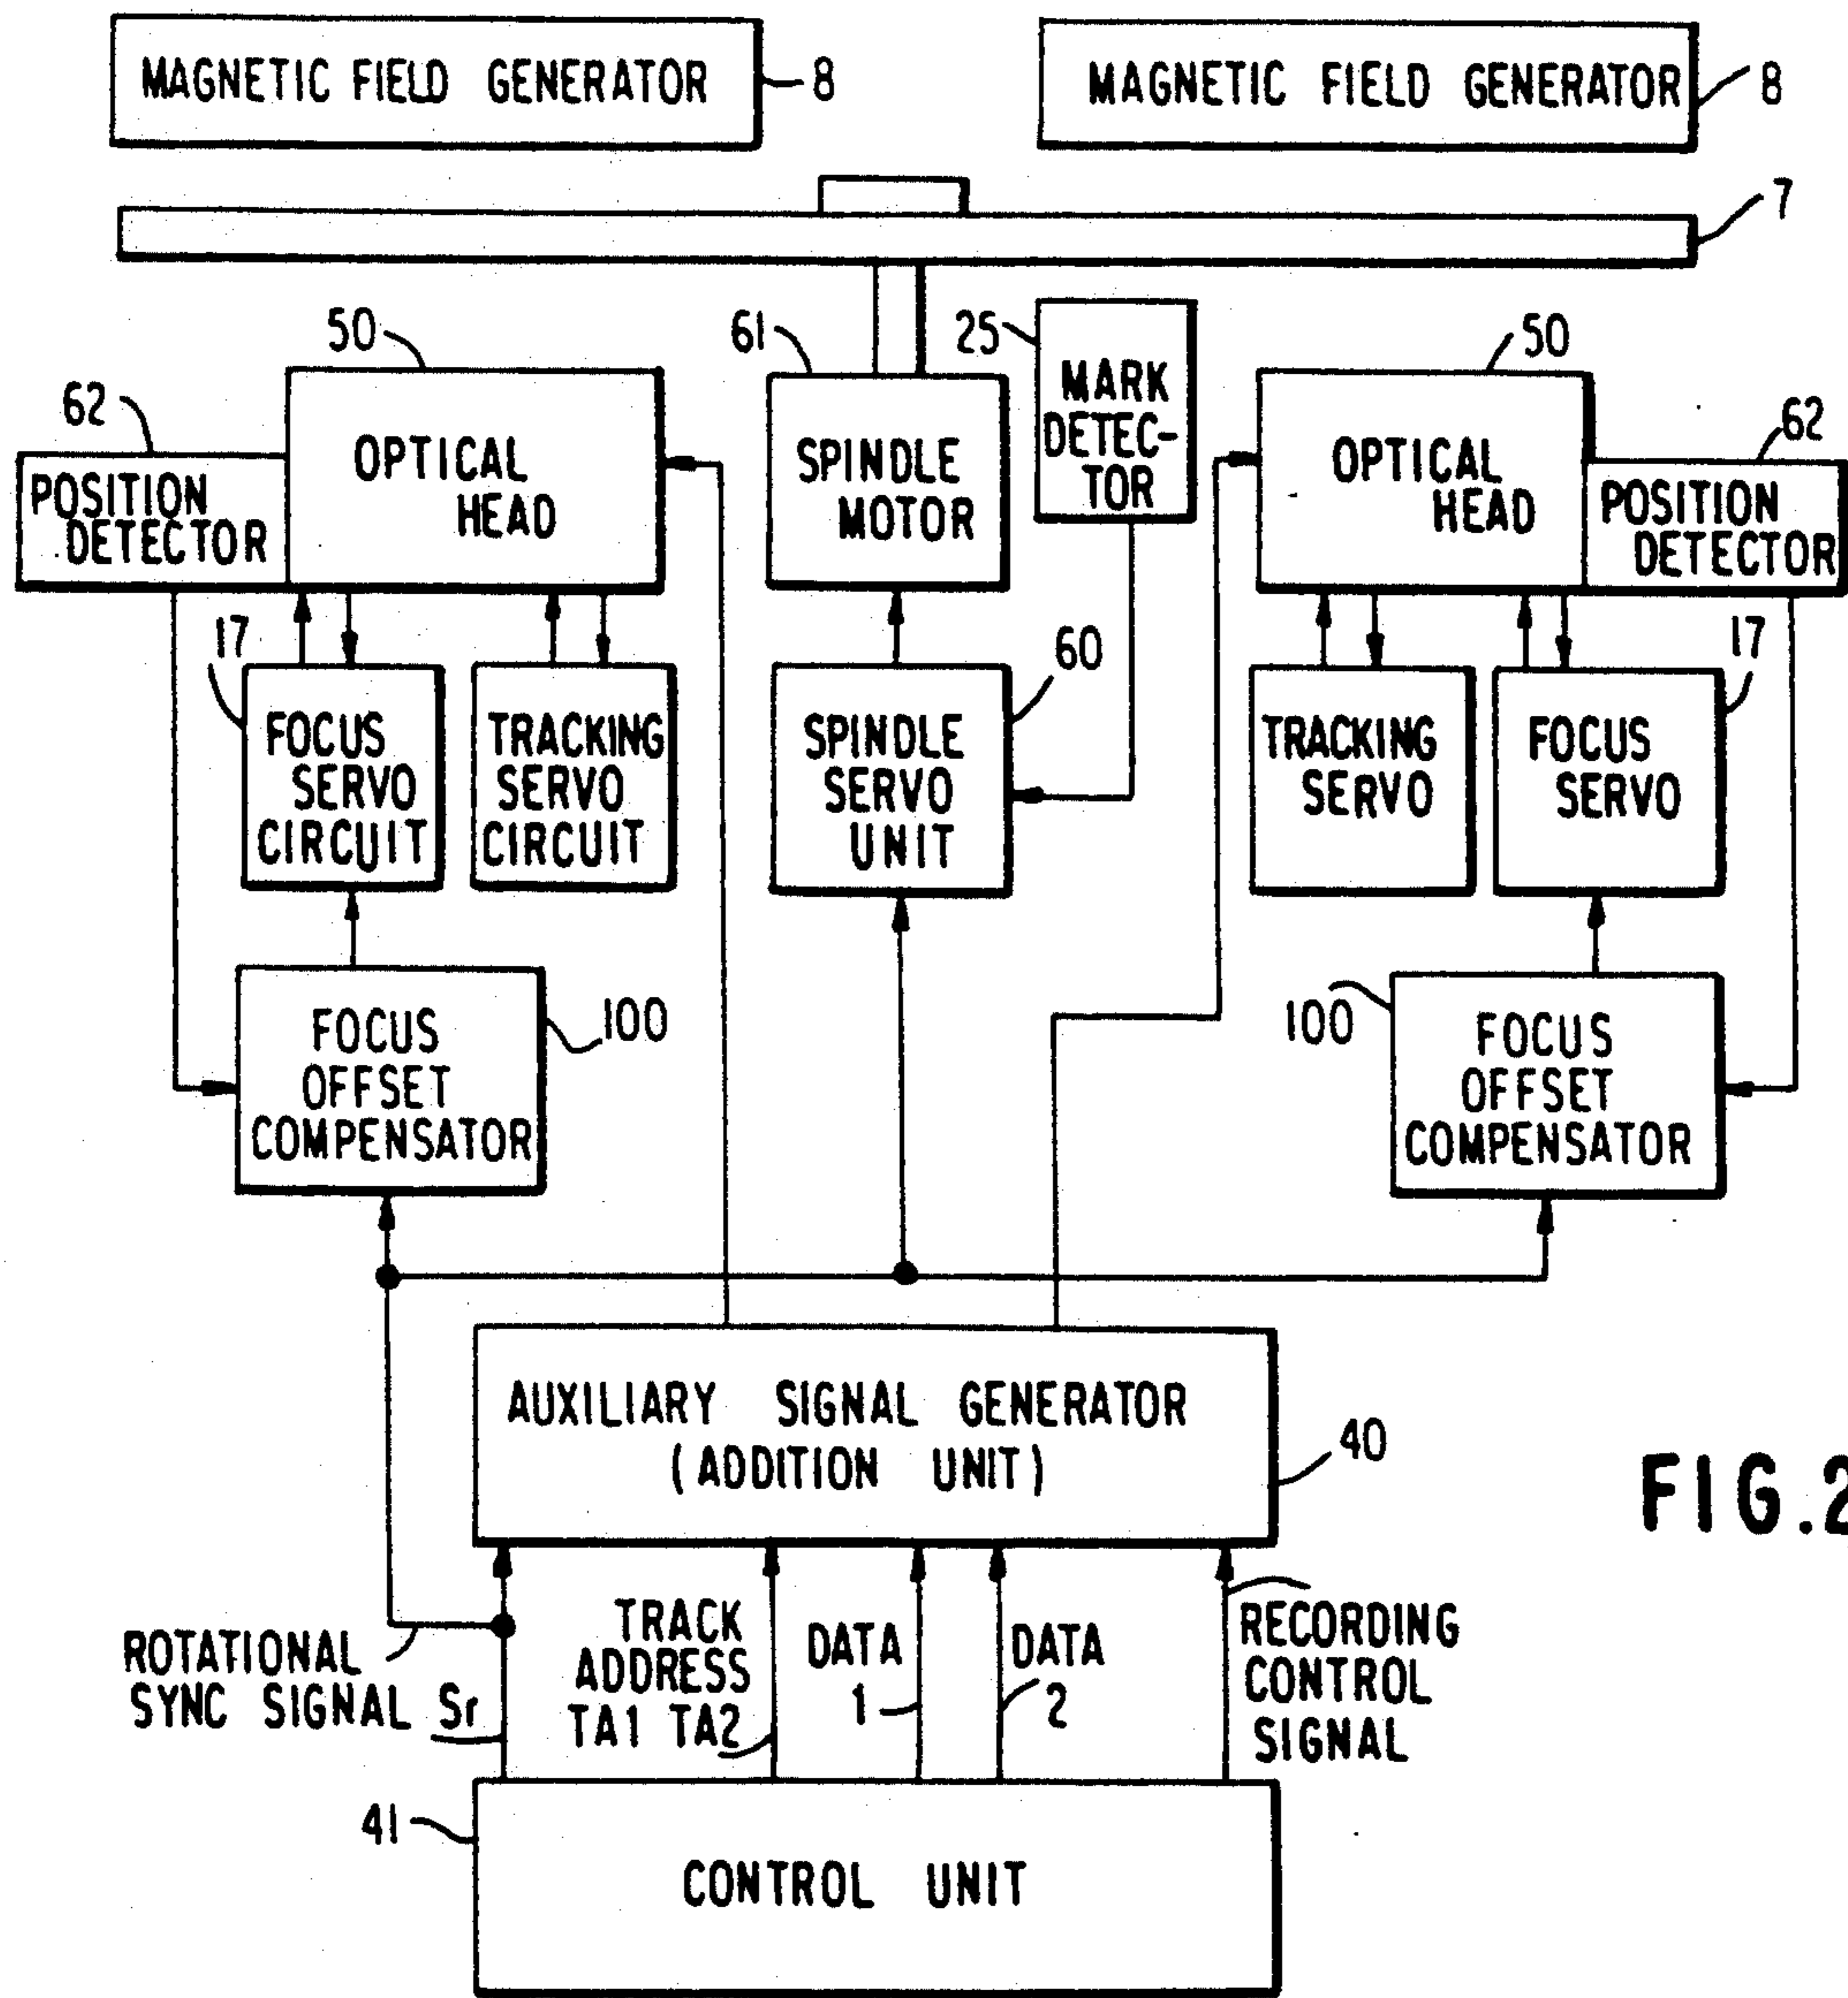 MAGNETIC FIELD GENERATOR
8
MAGNETIC FIELD GENERATOR
8
7
50
61
25
50
62
OPTICAL
HEAD
POSITION
DETECTOR
SPINDLE
MOTOR
MARK
DETEC-
TOR
OPTICAL
HEAD
62
POSITION
DETECTOR
17
FOCUS
SERVO
CIRCUIT
TRACKING
SERVO
CIRCUIT
60
SPINDLE
SERVO
UNIT
TRACKING
SERVO
17
FOCUS
SERVO
FOCUS
OFFSET
COMPENSATOR
100
100
FOCUS
OFFSET
COMPENSATOR
AUXILIARY SIGNAL GENERATOR
(ADDITION UNIT)
40
FIG.2
ROTATIONAL
SYNC SIGNAL Sr
TRACK
ADDRESS
TA1 TA2
DATA
1
DATA
2
RECORDING
CONTROL
SIGNAL
41
CONTROL UNIT